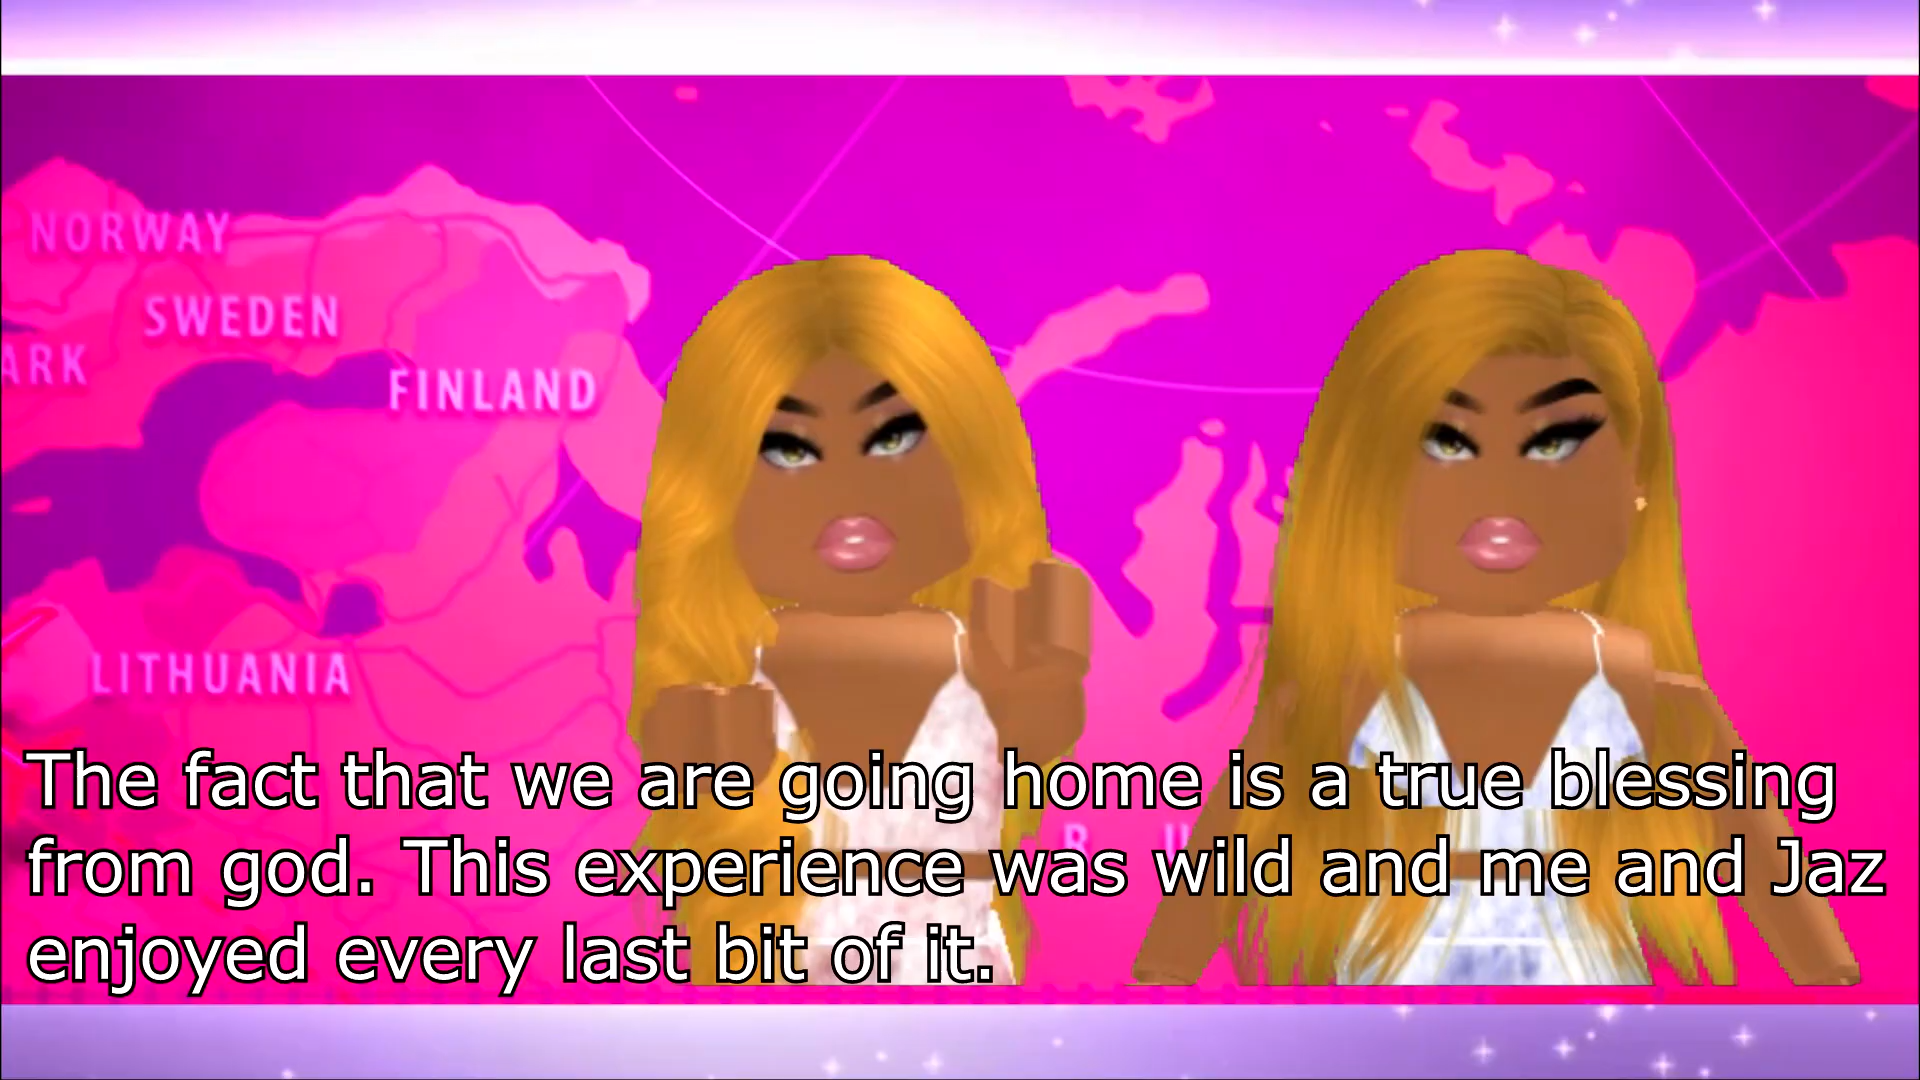 NORWAY
SWEDEN
ARK
FINLAND
LITHUANIA
R U
The fact that we are going home is a true blessing
from god. This experience was wild and me and Jaz
enjoyed every last bit of it.